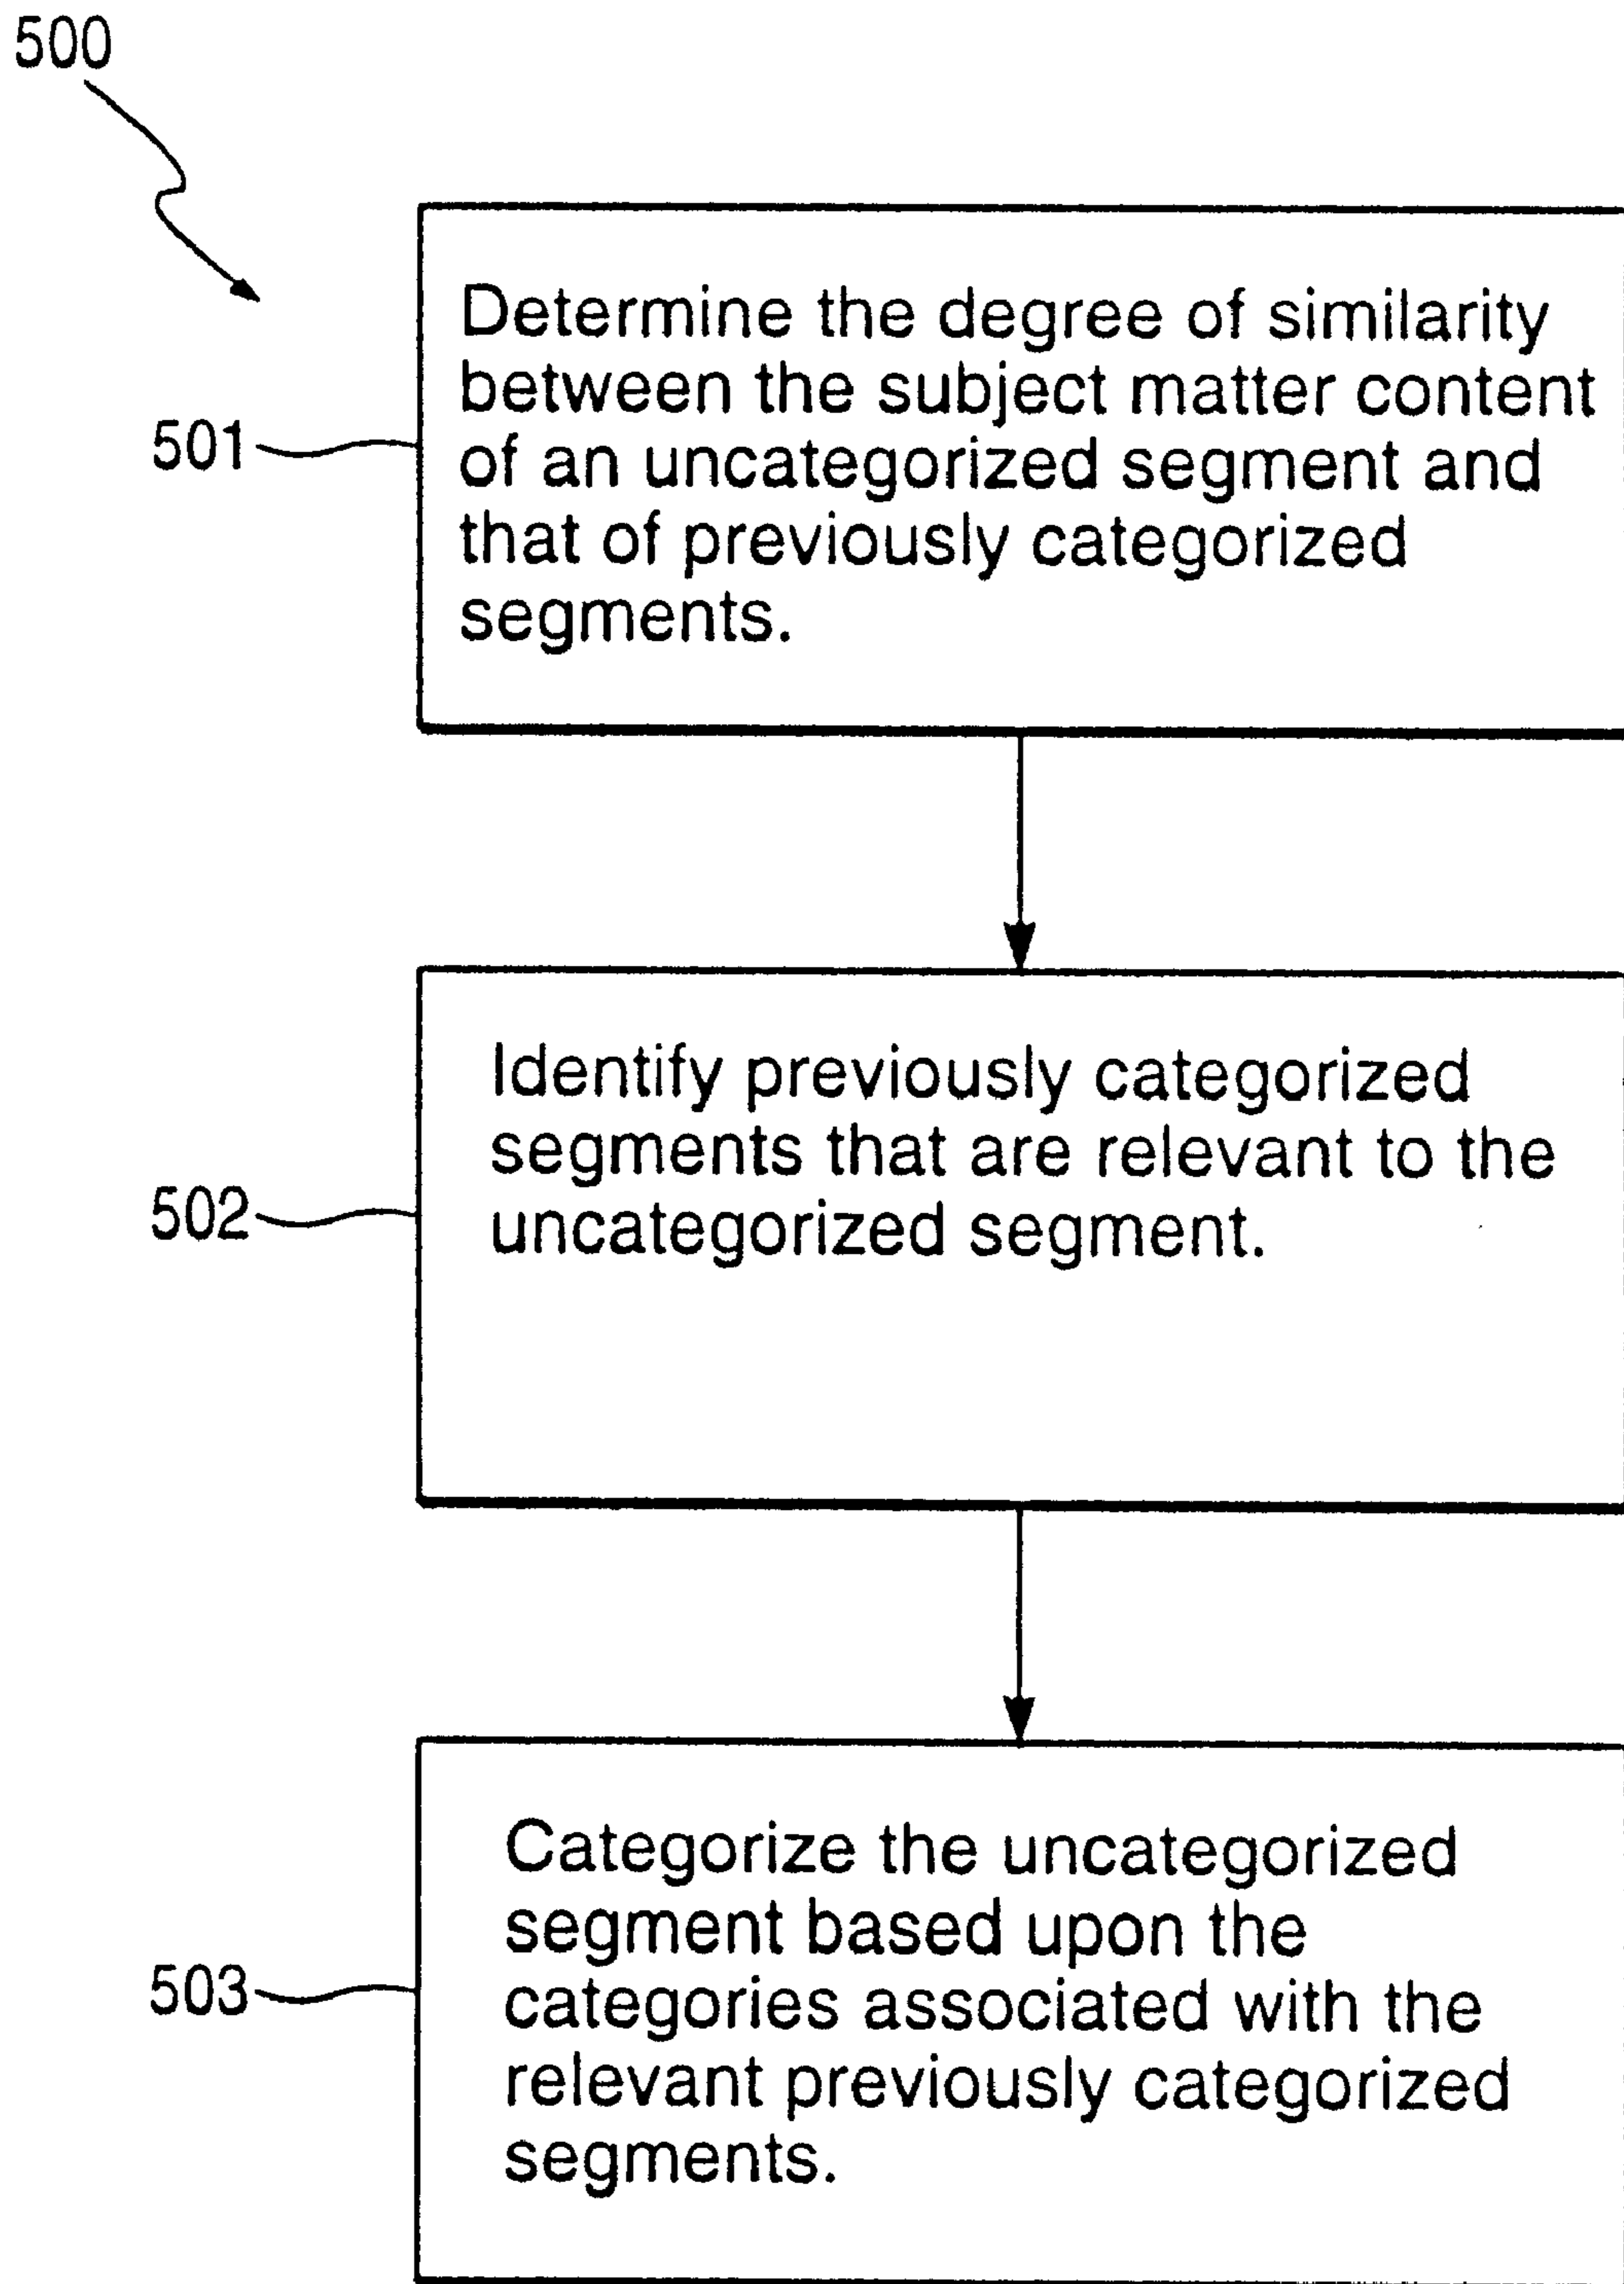 500
Determine the degree of similarity
between the subject matter content
501
of an uncategorized segment and
that of previously categorized
segments.
Identify previously categorized
segments that are relevant to the
502
uncategorized segment.
Categorize the uncategorized
segment based upon the
503
categories associated with the
relevant previously categorized
segments.